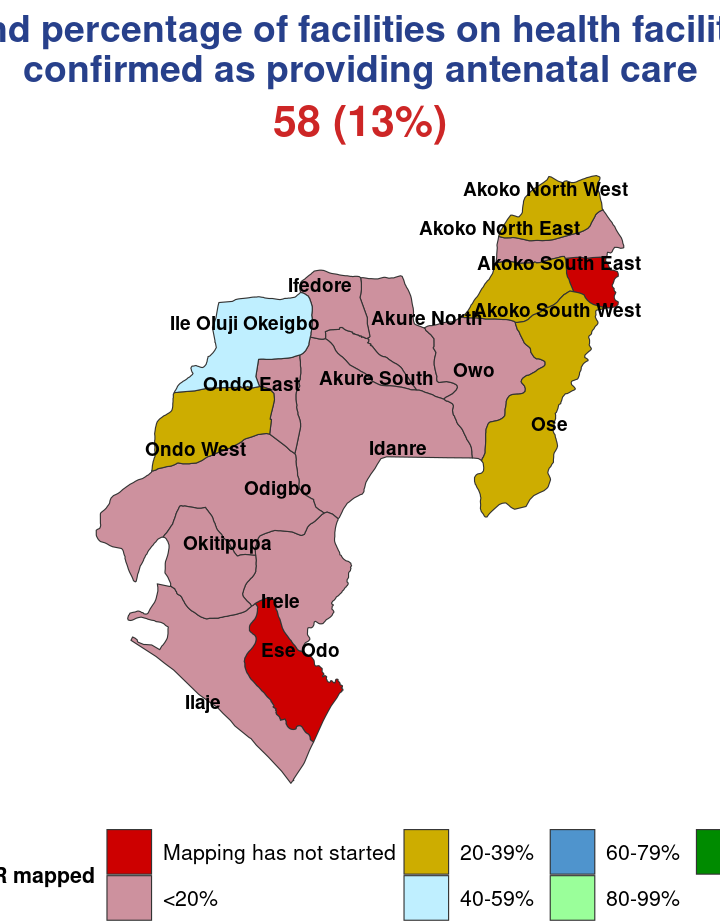 nd percentage of facilities on health facilit
confirmed as providing antenatal care
58 (13%)
Akoko North West
Akoko North East
Akoko South East
Ifedore
Akoko South West
Akure North
Ile Oluji Okeigbo
Owo
Akure South
Ondo East
Ose
Idanre
Ondo West
Odigbo
Okitipupa
Irele
Ese Odo
Ilaje
R mapped
Mapping has not started
<20%
20-39%
40-59%
60-79%
80-99%